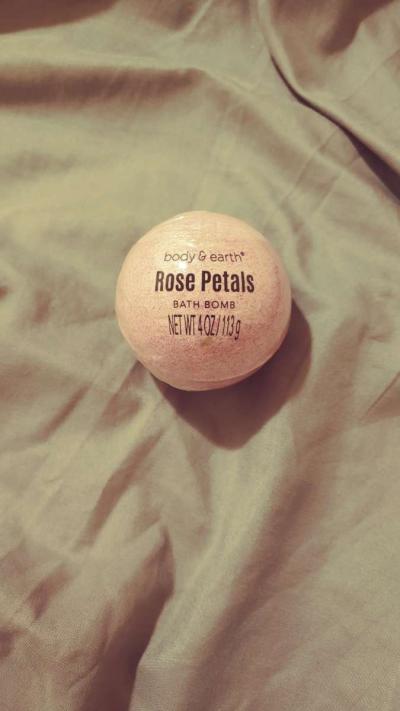 body & earth®
Rose Petals
BATH BOMB
NET WT 4 OZ / 113 g